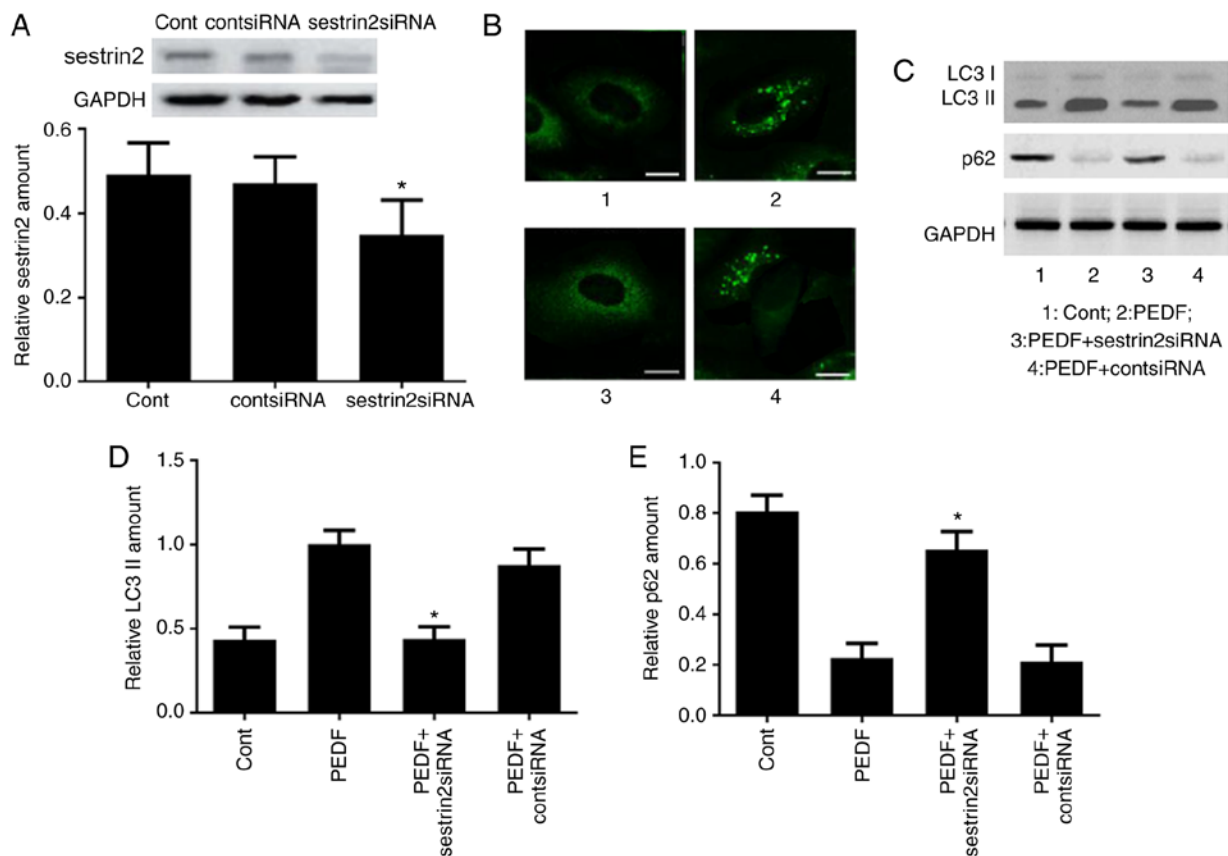 A
Cont contsiRNA sestrin2siRNA
sestrin2
GAPDH
Relative sestrin2 amount
0.6
0.4
0.2
0.0
*
Cont contsiRNA sestrin2siRNA
B
1 2
3 4
C
LC3 I
LC3 II
p62
GAPDH
1 2 3 4
1: Cont; 2:PEDF;
3:PEDF+sestrin2siRNA
4:PEDF+contsiRNA
D
Relative LC3 II amount
1.5
1.0
0.5
0.0
*
Cont
PEDF
PEDF+
sestrin2siRNA
PEDF+
contsiRNA
E
Relative p62 amount
1.0
0.8
0.6
0.4
0.2
0.0
*
Cont
PEDF
PEDF+
sestrin2siRNA
PEDF+
contsiRNA